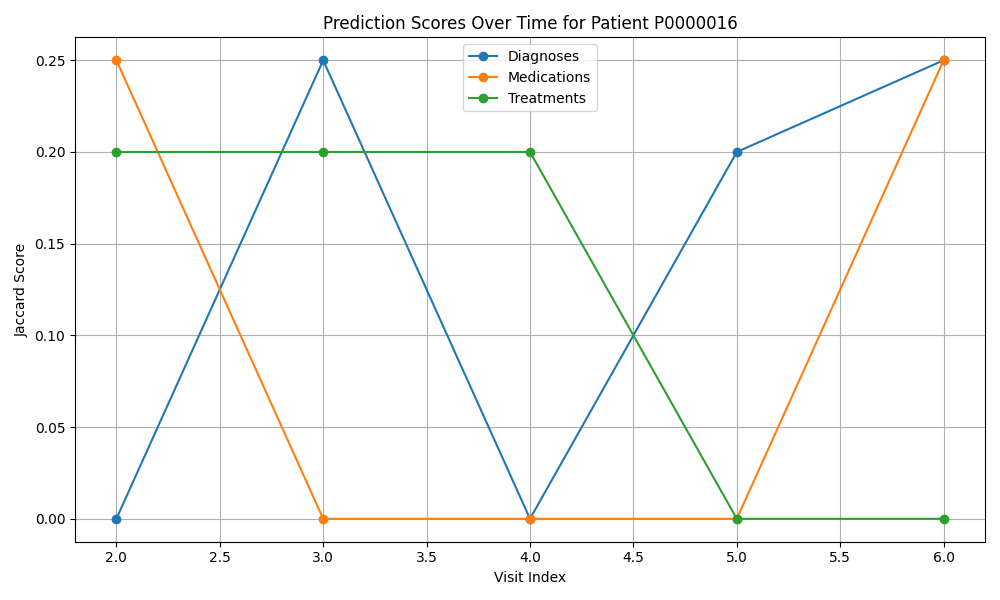 Prediction Scores Over Time for Patient P0000016
Diagnoses
Medications
Treatments
Jaccard Score
0.25
0.20
0.15
0.10
0.05
0.00
2.0 2.5 3.0 3.5 4.0 4.5 5.0 5.5 6.0
Visit Index